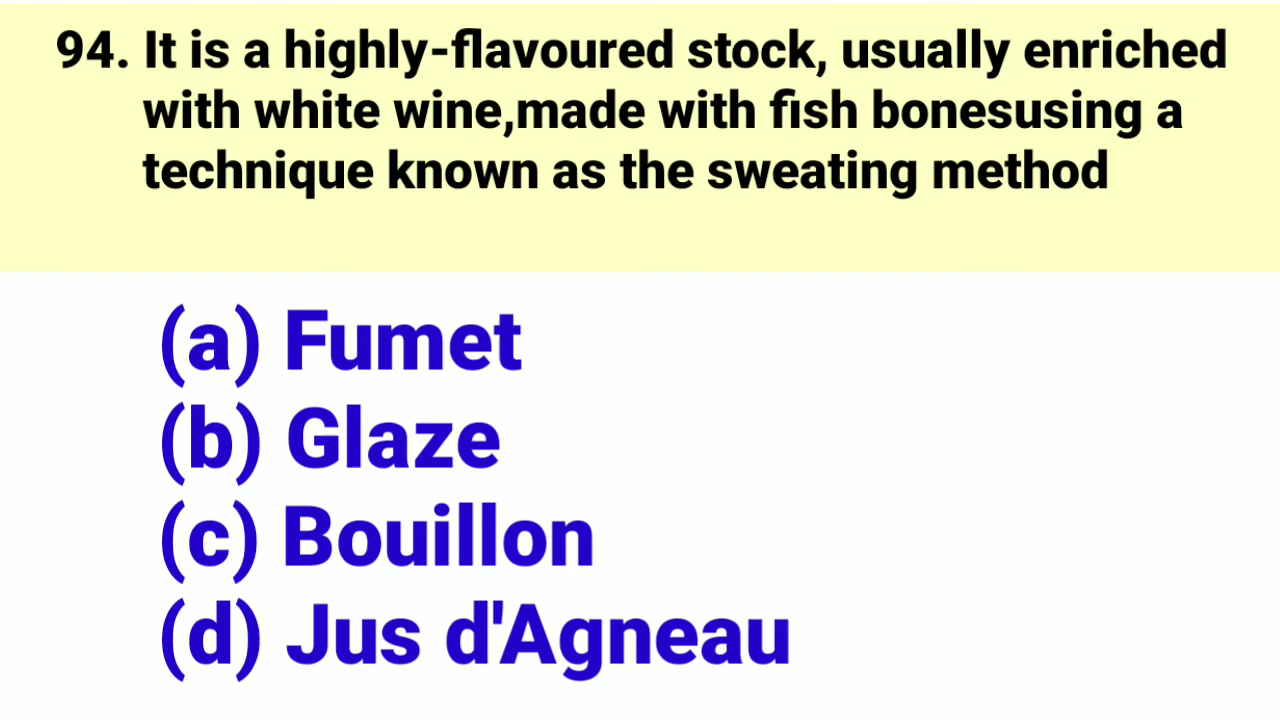 94. It is a highly-flavoured stock, usually enriched
with white wine,made with fish bonesusing a
technique known as the sweating method
(a) Fumet
(b) Glaze
(c) Bouillon
(d) Jus d'Agneau